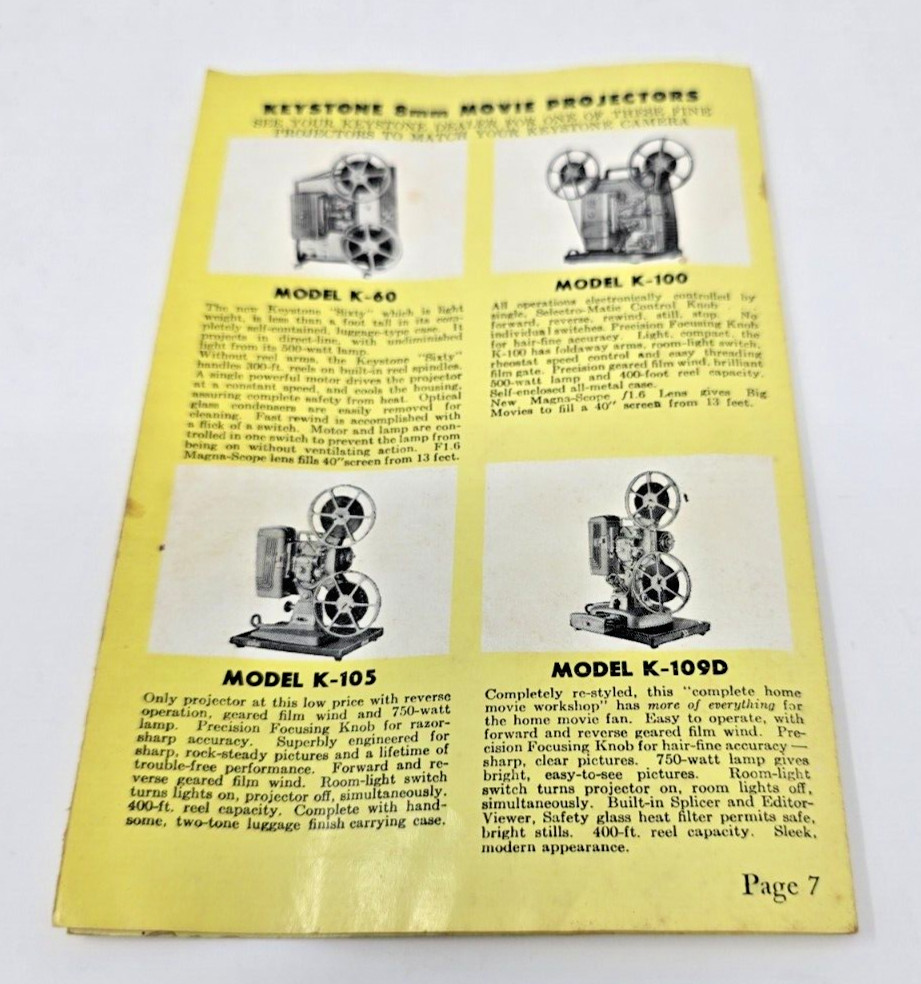 KEYSTONE 8mm MOVIE PROJECTORS
SEE YOUR KEYSTONE DEALER FOR ONE OF THESE FINE
PROJECTORS TO MATCH YOUR KEYSTONE CAMERA
MODEL K-60
The new Keystone "Sixty" which is light
weight, is less than a foot tall in its com-
pletely self-contained, luggage-type case. It
projects in direct-line, with undiminished
light from its 500-watt lamp.
Without reel arms, the Keystone "Sixty"
handles 300-ft. reels on built-in reel spindles.
A single powerful motor drives the projector
at a constant speed, and cools the housing,
assuring complete safety from heat. Optical
glass condensers are easily removed for
cleaning. Fast rewind is accomplished with
a flick of a switch. Motor and lamp are con-
trolled in one switch to prevent the lamp from
being on without ventilating action. F1.6
Magna-Scope lens fills 40" screen from 13 feet.
MODEL K-100
All operations electronically controlled by
single, Selectro-Matic Control Knob —
forward, reverse, rewind, still, stop. No
individual switches. Precision Focusing Knob
for hair-fine accuracy. Light, compact, the
K-100 has foldaway arms, room-light switch,
rheostat speed control and easy threading
film gate. Precision geared film wind, brilliant
500-watt lamp and 400-foot reel capacity.
Self-enclosed all-metal case.
New Magna-Scope f1.6 Lens gives Big
Movies to fill a 40" screen from 13 feet.
MODEL K-105
Only projector at this low price with reverse
operation, geared film wind and 750-watt
lamp. Precision Focusing Knob for razor-
sharp accuracy. Superbly engineered for
sharp, rock-steady pictures and a lifetime of
trouble-free performance. Forward and re-
verse geared film wind. Room-light switch
turns lights on, projector off, simultaneously.
400-ft. reel capacity. Complete with hand-
some, two-tone luggage finish carrying case.
MODEL K-109D
Completely re-styled, this "complete home
movie workshop" has more of everything for
the home movie fan. Easy to operate, with
forward and reverse geared film wind. Pre-
cision Focusing Knob for hair-fine accuracy —
sharp, clear pictures. 750-watt lamp gives
bright, easy-to-see pictures. Room-light
switch turns projector on, room lights off,
simultaneously. Built-in Splicer and Editor-
Viewer, Safety glass heat filter permits safe,
bright stills. 400-ft. reel capacity. Sleek,
modern appearance.
Page 7